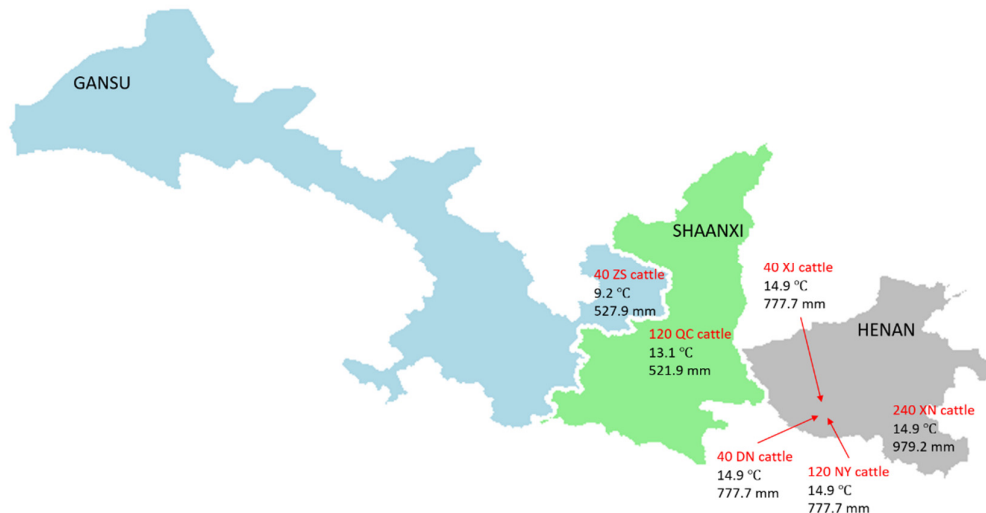 GANSU
SHAANXI
40 ZS cattle
9.2 ℃
527.9 mm
40 XJ cattle
14.9 ℃
777.7 mm
HENAN
120 QC cattle
13.1 ℃
521.9 mm
240 XN cattle
14.9 ℃
979.2 mm
40 DN cattle
14.9 ℃
777.7 mm
120 NY cattle
14.9 ℃
777.7 mm